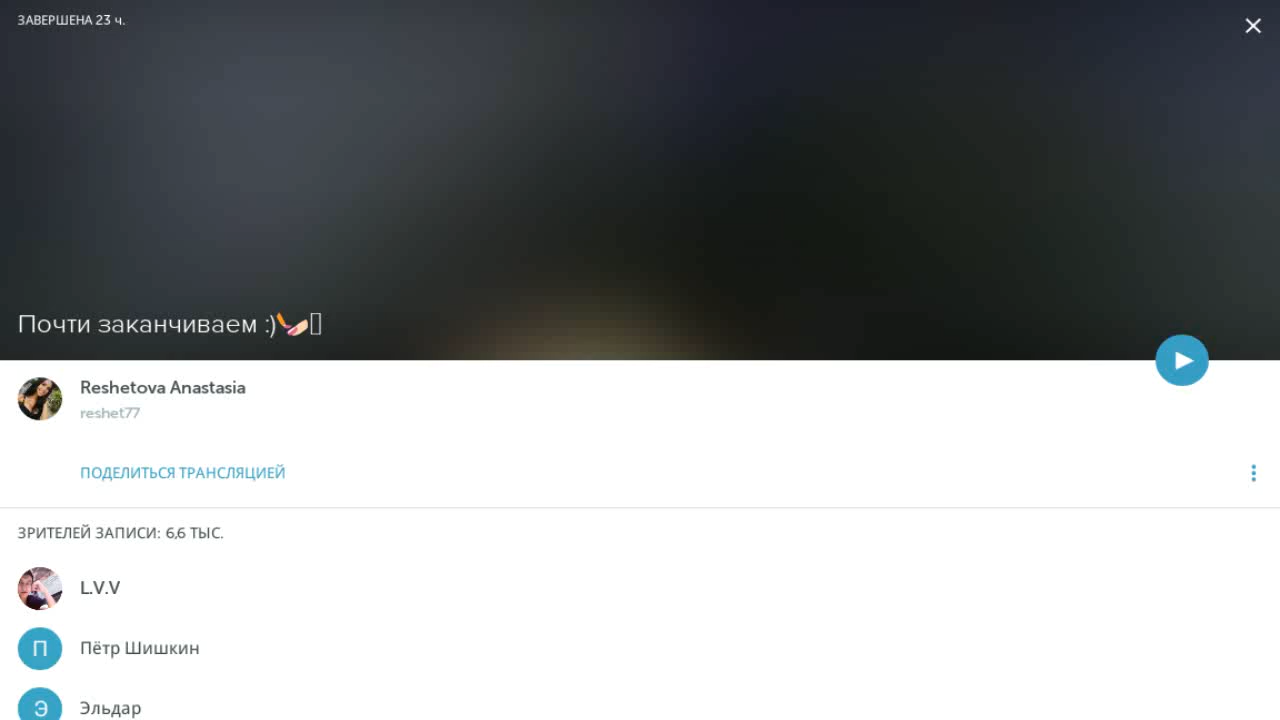 ЗАВЕРШЕНА 23 ч.
Почти заканчиваем :)💅🏻
Reshetova Anastasia
reshet77
ПОДЕЛИТЬСЯ ТРАНСЛЯЦИЕЙ
ЗРИТЕЛЕЙ ЗАПИСИ: 6,6 ТЫС.
L.V.V
П
Пётр Шишкин
Э
Эльдар